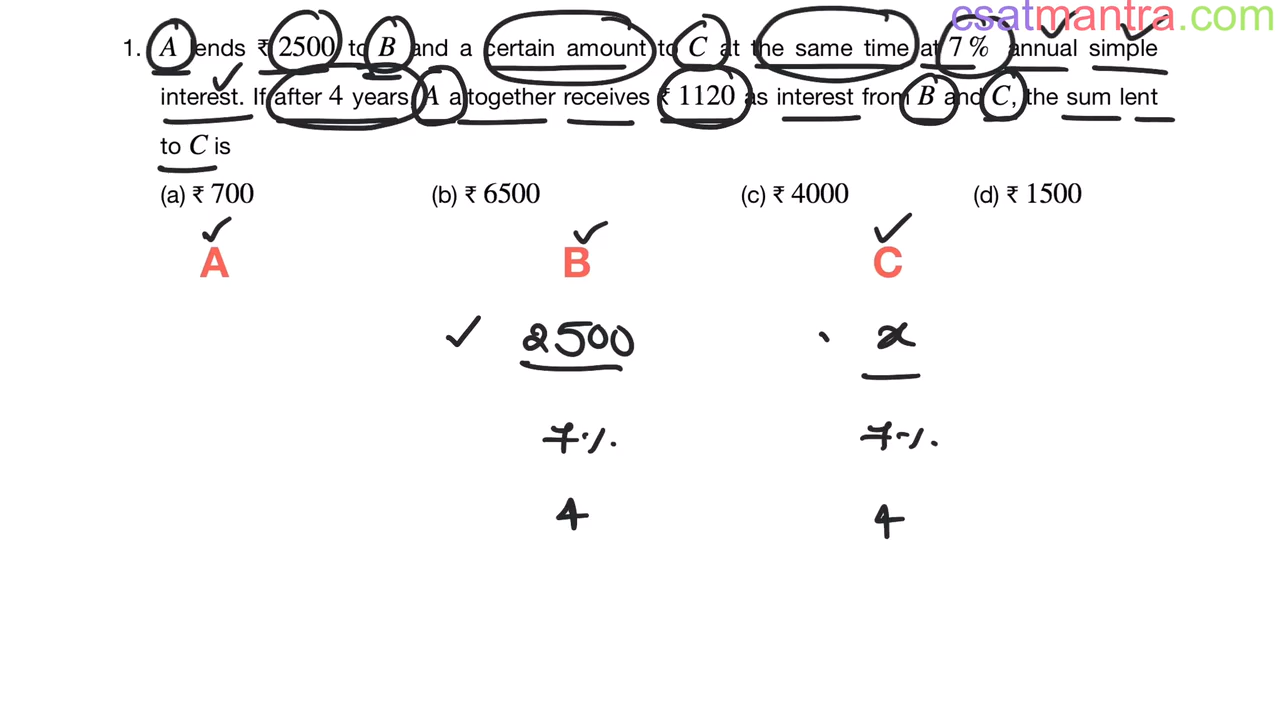 csatmantra.com
1. A lends ₹ 2500 to B and a certain amount to C at the same time at 7 % annual simple
interest. If after 4 years, A altogether receives ₹ 1120 as interest from B and C, the sum lent
to C is
(a) ₹ 700 (b) ₹ 6500 (c) ₹ 4000 (d) ₹ 1500
A B C
2500 x
7% 7%
4 4